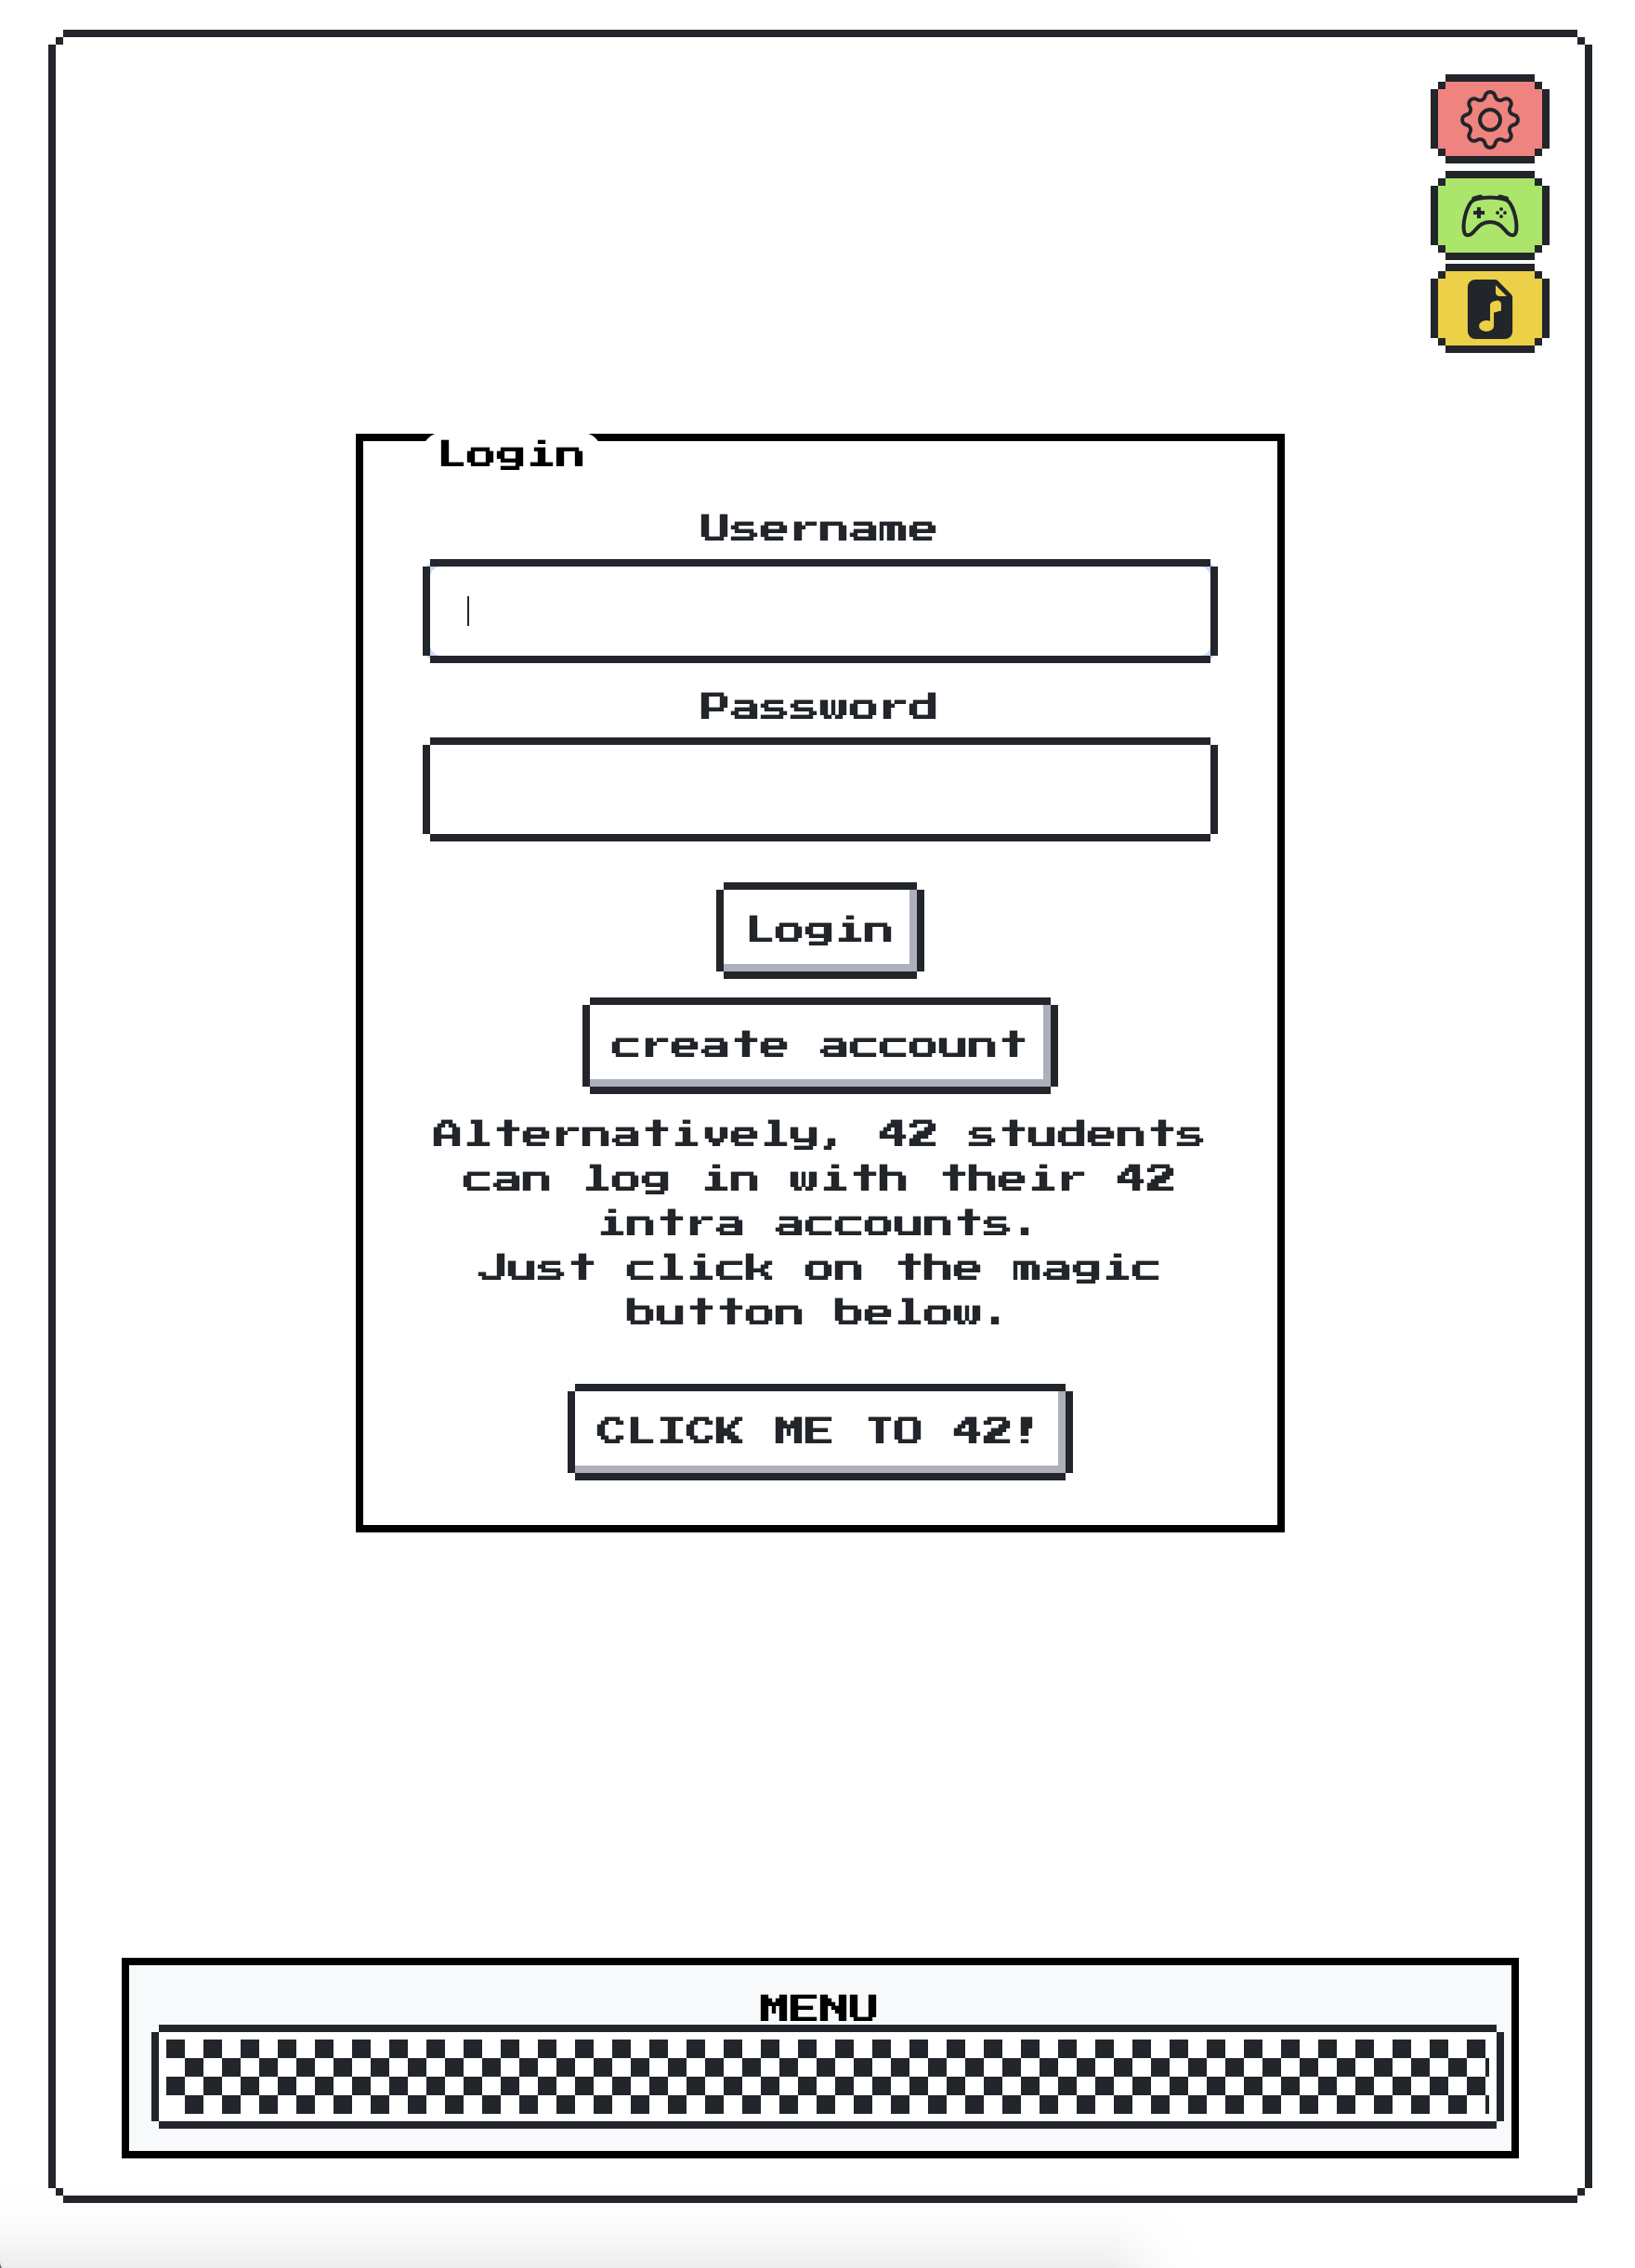 Login
Username
Password
Login
create account
Alternatively, 42 students
can log in with their 42
intra accounts.
Just click on the magic
button below.
CLICK ME TO 42!
MENU